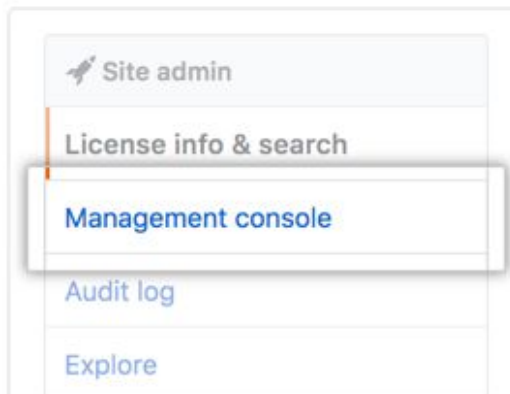 Site admin
License info & search
Management console
Audit log
Explore